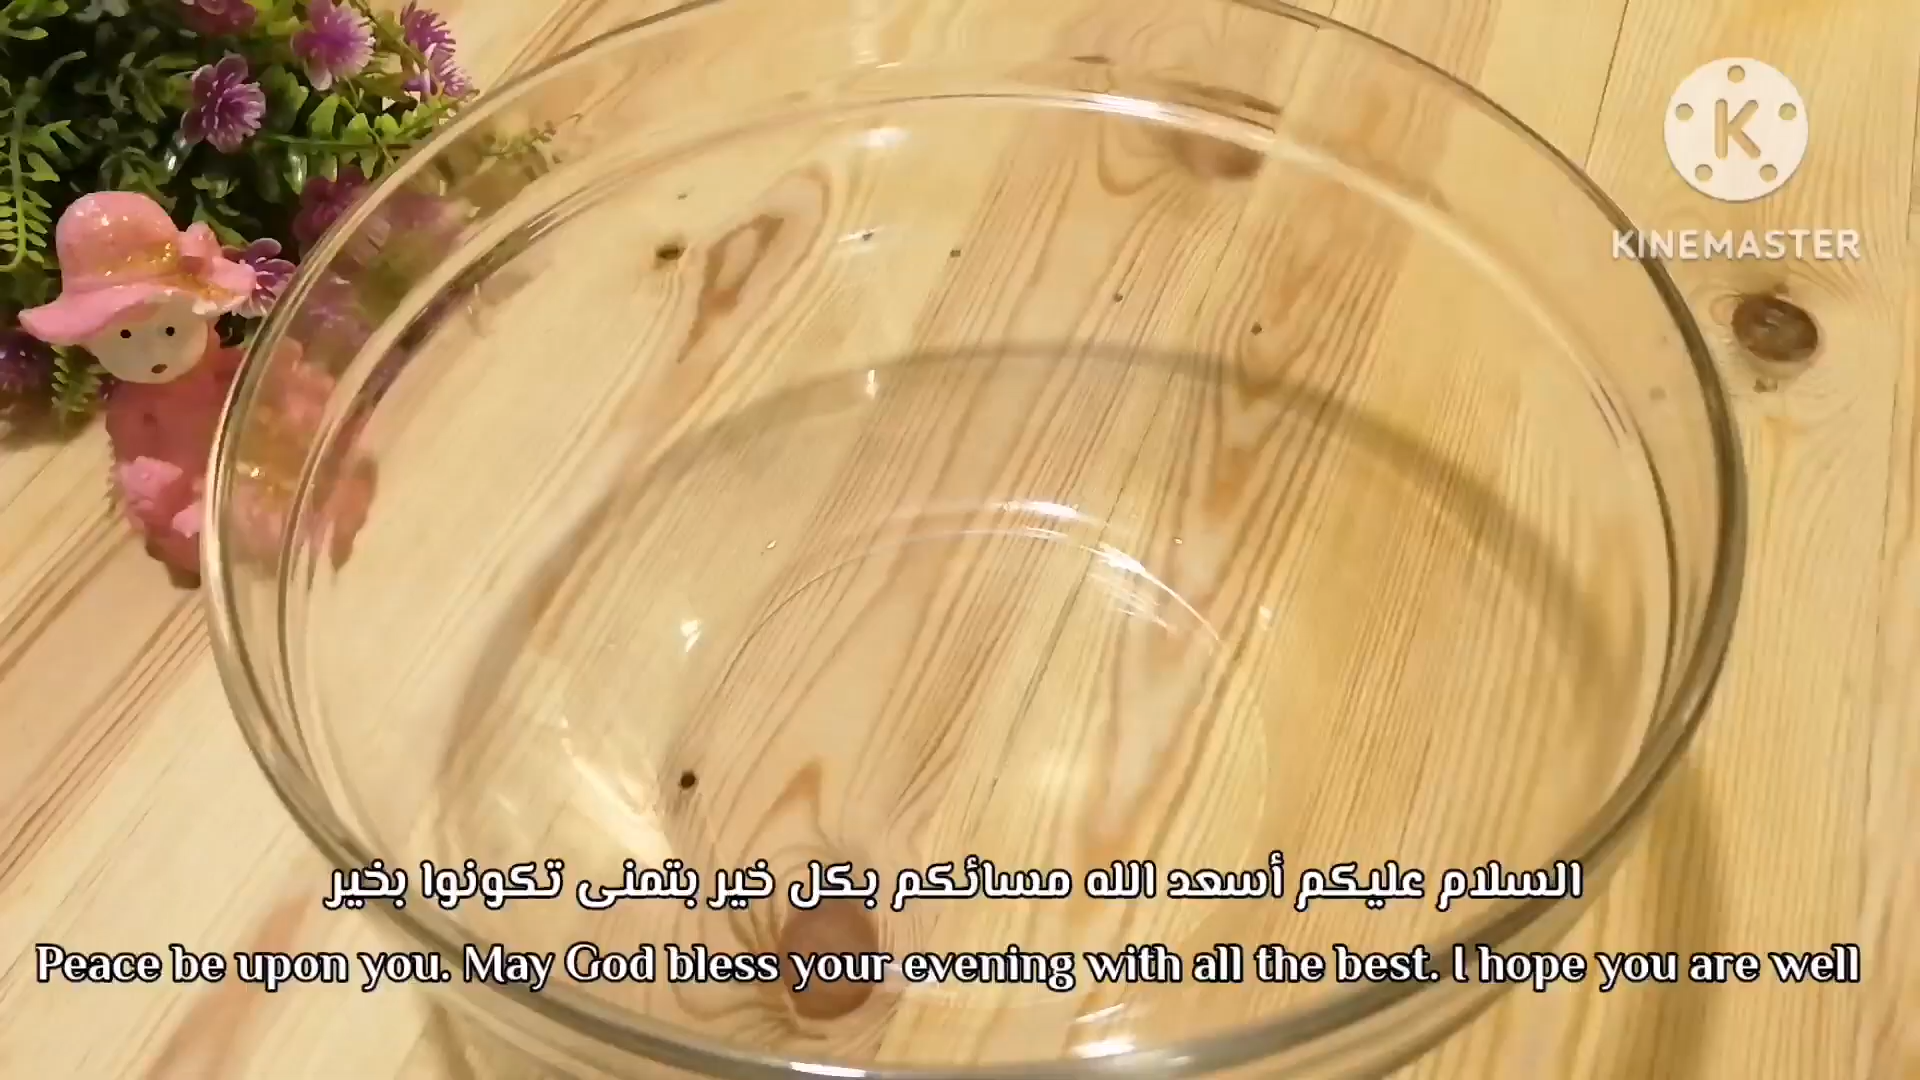 K
KINEMASTER
السلام عليكم أسعد الله مسائكم بكل خير بتمنى تكونوا بخير
Peace be upon you. May God bless your evening with all the best. I hope you are well